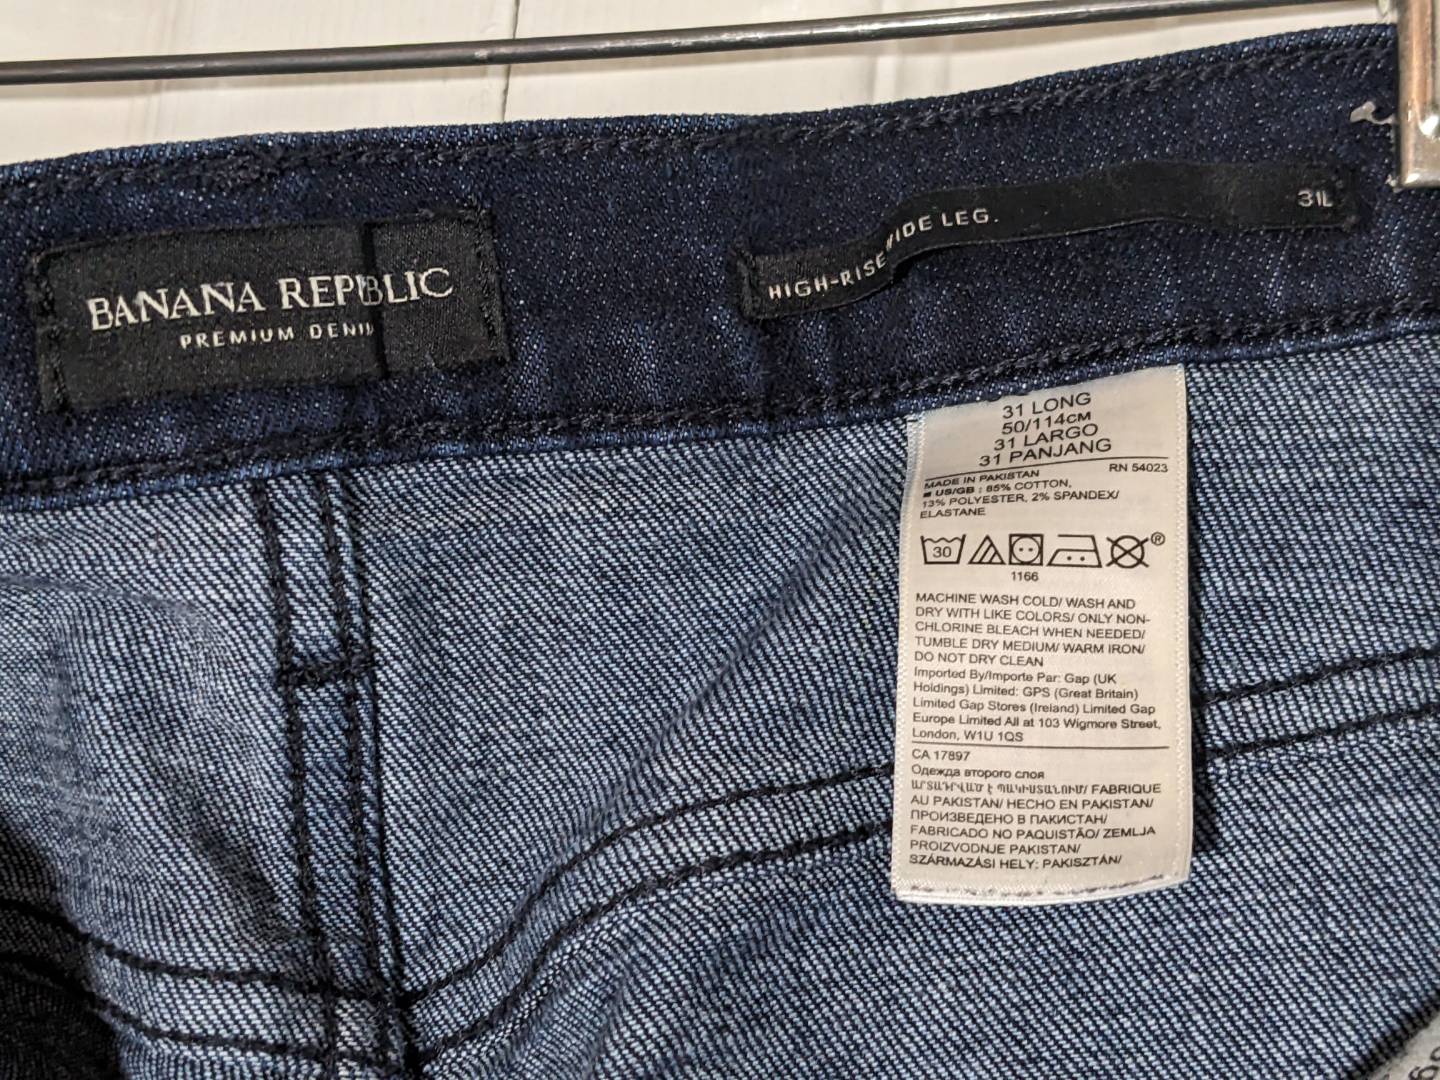 BANANA REPUBLIC
PREMIUM DENIM
HIGH-RISE WIDE LEG.
31L
31 LONG
50/114CM
31 LARGO
31 PANJANG
MADE IN PAKISTAN RN 54023
US/GB : 85% COTTON,
13% POLYESTER, 2% SPANDEX/
ELASTANE
30
®
1166
MACHINE WASH COLD/ WASH AND
DRY WITH LIKE COLORS/ ONLY NON-
CHLORINE BLEACH WHEN NEEDED/
TUMBLE DRY MEDIUM/ WARM IRON/
DO NOT DRY CLEAN
Imported By/Importe Par: Gap (UK
Holdings) Limited: GPS (Great Britain)
Limited Gap Stores (Ireland) Limited Gap
Europe Limited All at 103 Wigmore Street,
London, W1U 1QS
CA 17897
Одежда второго слоя
FABRIQUE
AU PAKISTAN/ HECHO EN PAKISTAN/
ПРОИЗВЕДЕНО В ПАКИСТАН/
FABRICADO NO PAQUISTÃO/ ZEMLJA
PROIZVODNJE PAKISTAN/
SZÁRMAZÁSI HELY: PAKISZTÁN/